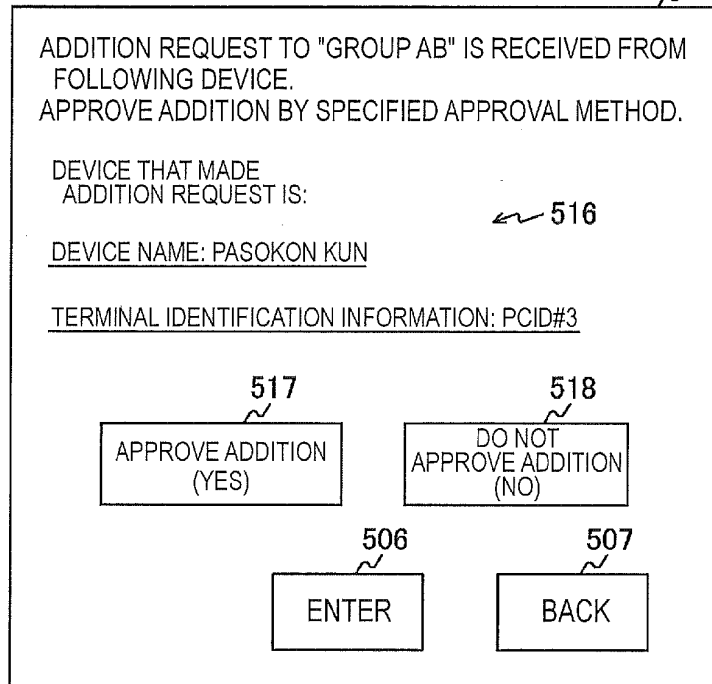 ADDITION REQUEST TO "GROUP AB" IS RECEIVED FROM
FOLLOWING DEVICE.
APPROVE ADDITION BY SPECIFIED APPROVAL METHOD.
DEVICE THAT MADE
ADDITION REQUEST IS:
516
DEVICE NAME: PASOKON KUN
TERMINAL IDENTIFICATION INFORMATION: PCID#3
517
518
APPROVE ADDITION
(YES)
DO NOT
APPROVE ADDITION
(NO)
506
507
ENTER
BACK